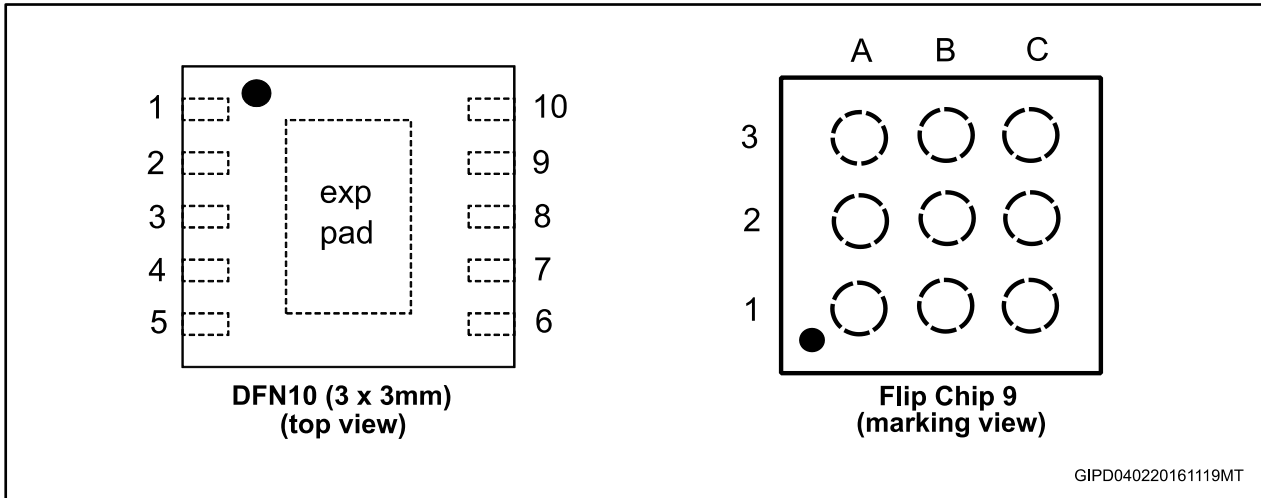 1
2
3
4
5
exp
pad
10
9
8
7
6
DFN10 (3 x 3mm)
(top view)
A B C
3
2
1
Flip Chip 9
(marking view)
GIPD040220161119MT